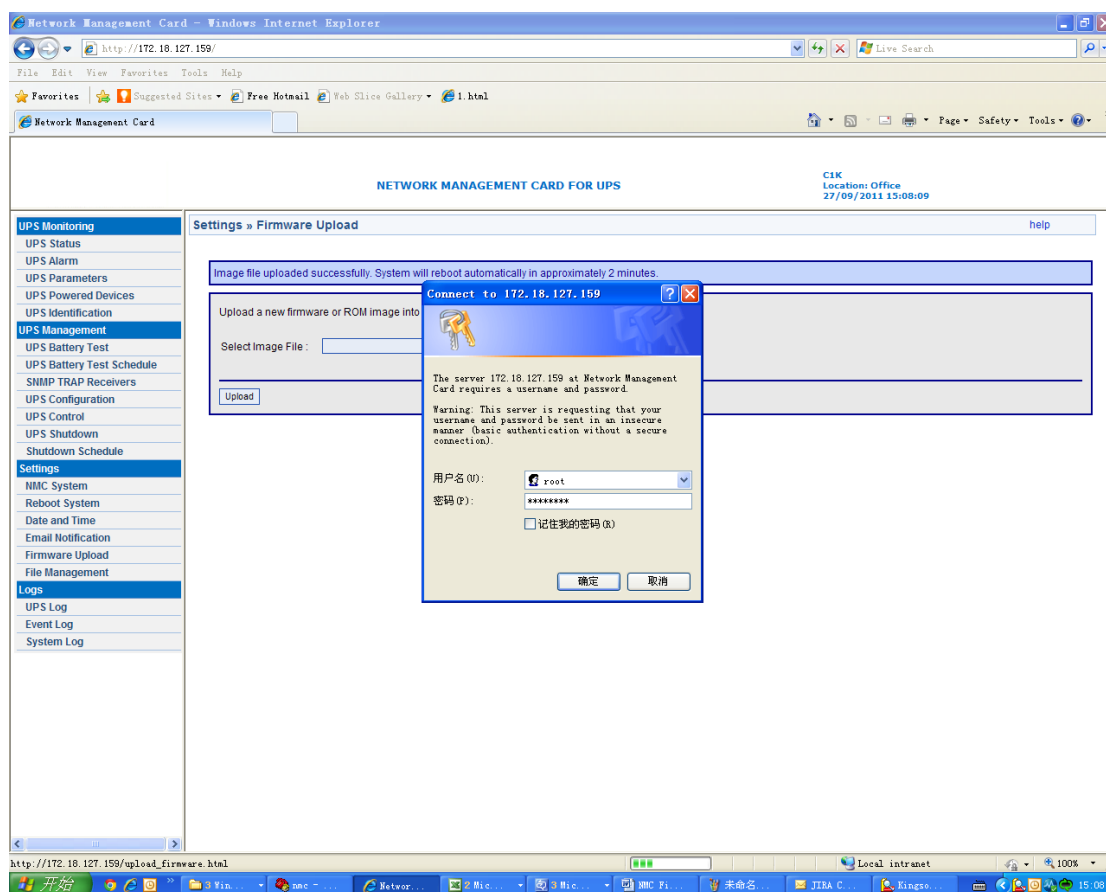 Network Management Card - Windows Internet Explorer
http://172.18.127.159/
Live Search
File Edit View Favorites Tools Help
Favorites Suggested Sites Free Hotmail Web Slice Gallery 1.html
Network Management Card
Page Safety Tools
NETWORK MANAGEMENT CARD FOR UPS
C1K
Location: Office
27/09/2011 15:08:09
UPS Monitoring
UPS Status
UPS Alarm
UPS Parameters
UPS Powered Devices
UPS Identification
UPS Management
UPS Battery Test
UPS Battery Test Schedule
SNMP TRAP Receivers
UPS Configuration
UPS Control
UPS Shutdown
Shutdown Schedule
Settings
NMC System
Reboot System
Date and Time
Email Notification
Firmware Upload
File Management
Logs
UPS Log
Event Log
System Log
Settings » Firmware Upload
help
Image file uploaded successfully. System will reboot automatically in approximately 2 minutes.
Upload a new firmware or ROM image into
Select Image File :
Upload
Connect to 172.18.127.159
The server 172.18.127.159 at Network Management
Card requires a username and password.
Warning: This server is requesting that your
username and password be sent in an insecure
manner (basic authentication without a secure
connection).
用户名(U):
root
密码(P):
********
记住我的密码(R)
确定
取消
http://172.18.127.159/upload_firmware.html
Local intranet
100%
开始
3 Win...
nmc - ...
Networ...
2 Mic...
3 Mic...
NMC Fi...
未命名...
JIRA C...
Kingso...
15:08